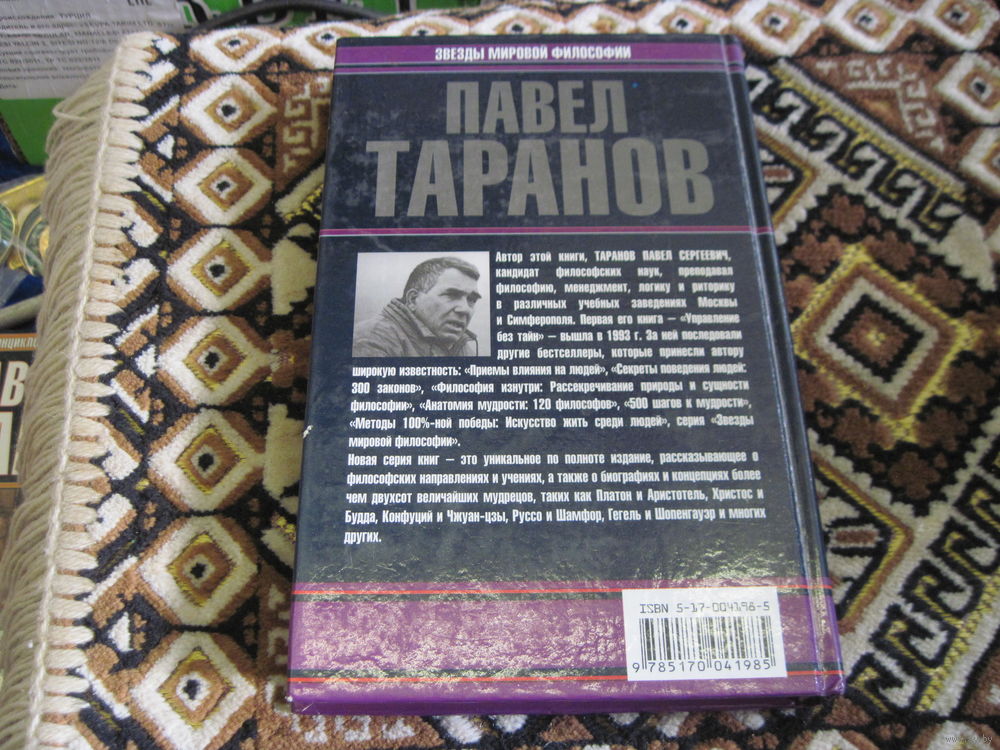 ПРОИСХОЖДЕНИЯ: ТУРЦИЯ
ЗВЕЗДЫ МИРОВОЙ ФИЛОСОФИИ
ПАВЕЛ
ТАРАНОВ
Автор этой книги, ТАРАНОВ ПАВЕЛ СЕРГЕЕВИЧ,
кандидат философских наук, преподавал
философию, менеджмент, логику и риторику
в различных учебных заведениях Москвы
и Симферополя. Первая его книга – «Управление
без тайн» – вышла в 1993 г. За ней последовали
другие бестселлеры, которые принесли автору
широкую известность: «Приемы влияния на людей», «Секреты поведения людей:
300 законов», «Философия изнутри: Рассекречивание природы и сущности
философии», «Анатомия мудрости: 120 философов», «500 шагов к мудрости»,
«Методы 100%-ной победы: Искусство жить среди людей», серия «Звезды
мировой философии».
Новая серия книг – это уникальное по полноте издание, рассказывающее о
философских направлениях и учениях, а также о биографиях и концепциях более
чем двухсот величайших мудрецов, таких как Платон и Аристотель, Христос и
Будда, Конфуций и Чжуан-цзы, Руссо и Шамфор, Гегель и Шопенгауэр и многих
других.
ISBN 5-17-004196-5
9 785170 041985